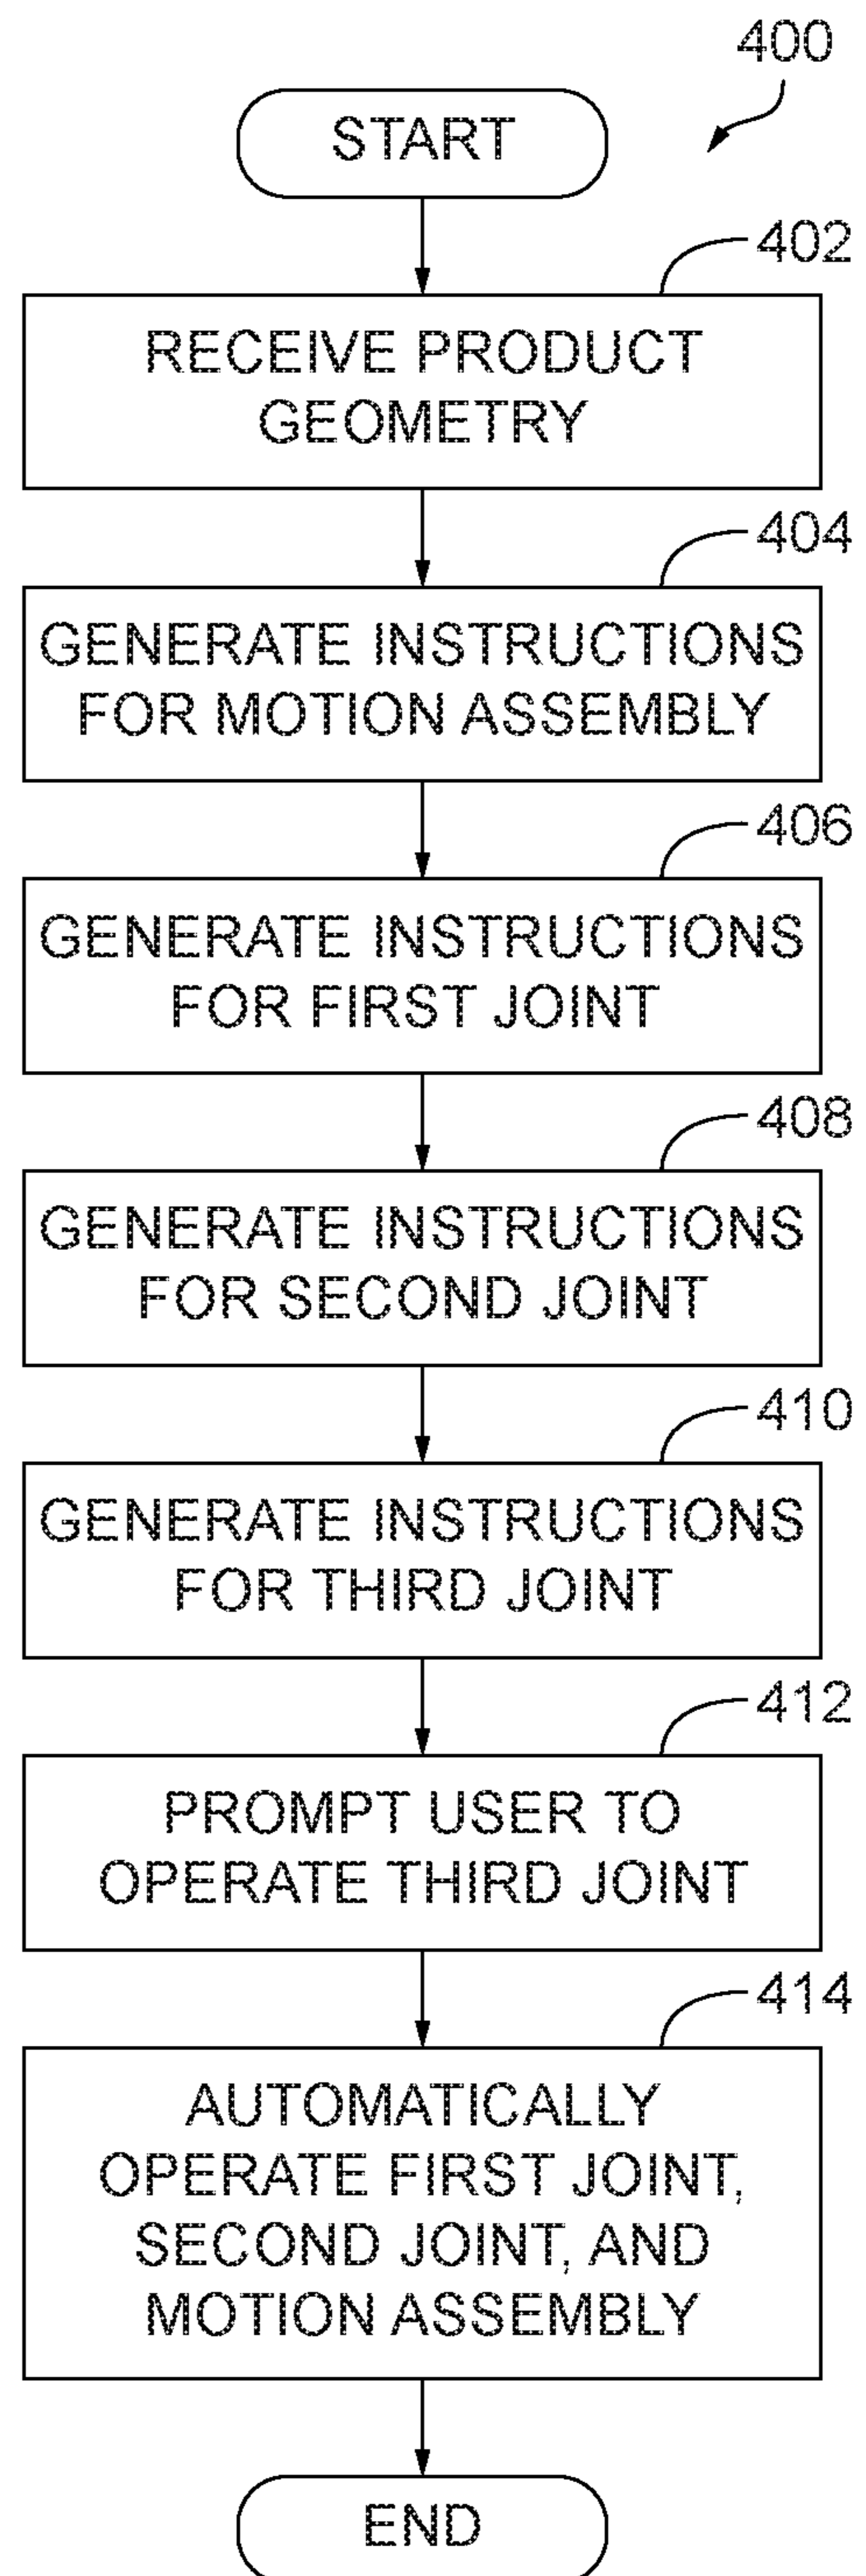 400
START
402
RECEIVE PRODUCT
GEOMETRY
404
GENERATE INSTRUCTIONS
FOR MOTION ASSEMBLY
406
GENERATE INSTRUCTIONS
FOR FIRST JOINT
408
GENERATE INSTRUCTIONS
FOR SECOND JOINT
410
GENERATE INSTRUCTIONS
FOR THIRD JOINT
412
PROMPT USER TO
OPERATE THIRD JOINT
414
AUTOMATICALLY
OPERATE FIRST JOINT,
SECOND JOINT, AND
MOTION ASSEMBLY
END